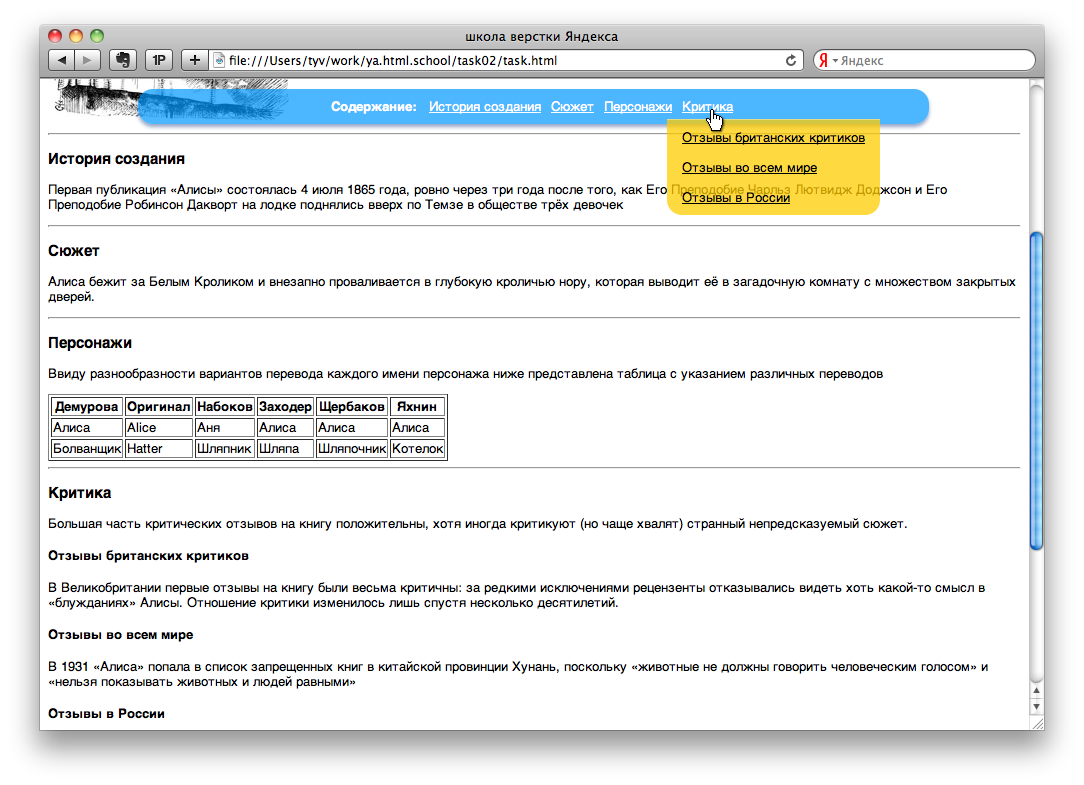 школа верстки Яндекса
1P
+
file:///Users/tyv/work/ya.html.school/task02/task.html
Я Яндекс
Содержание: История создания Сюжет Персонажи Критика
Отзывы британских критиков
Отзывы во всем мире
Отзывы в России
История создания
Первая публикация «Алисы» состоялась 4 июля 1865 года, ровно через три года после того, как Его Преподобие Чарльз Лютвидж Доджсон и Его
Преподобие Робинсон Дакворт на лодке поднялись вверх по Темзе в обществе трёх девочек
Сюжет
Алиса бежит за Белым Кроликом и внезапно проваливается в глубокую кроличью нору, которая выводит её в загадочную комнату с множеством закрытых
дверей.
Персонажи
Ввиду разнообразности вариантов перевода каждого имени персонажа ниже представлена таблица с указанием различных переводов
Демурова Оригинал Набоков Заходер Щербаков Яхнин
Алиса Alice Аня Алиса Алиса Алиса
Болванщик Hatter Шляпник Шляпа Шляпочник Котелок
Критика
Большая часть критических отзывов на книгу положительны, хотя иногда критикуют (но чаще хвалят) странный непредсказуемый сюжет.
Отзывы британских критиков
В Великобритании первые отзывы на книгу были весьма критичны: за редкими исключениями рецензенты отказывались видеть хоть какой-то смысл в
«блужданиях» Алисы. Отношение критики изменилось лишь спустя несколько десятилетий.
Отзывы во всем мире
В 1931 «Алиса» попала в список запрещенных книг в китайской провинции Хунань, поскольку «животные не должны говорить человеческим голосом» и
«нельзя показывать животных и людей равными»
Отзывы в России